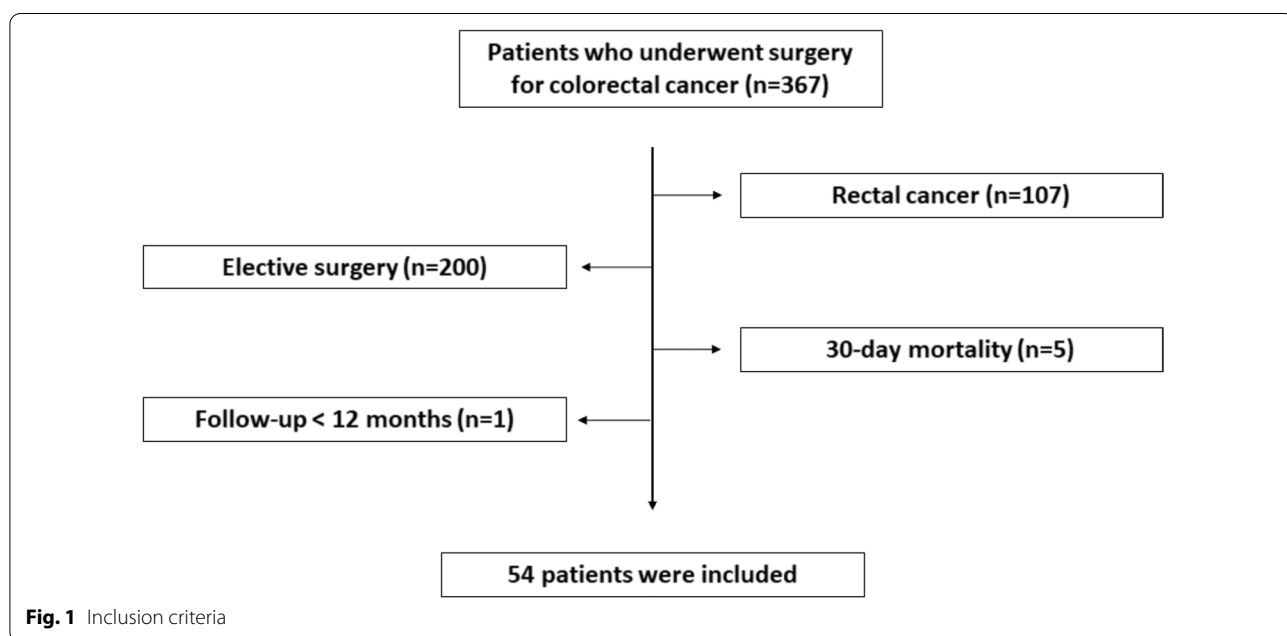 Patients who underwent surgery
for colorectal cancer (n=367)
Rectal cancer (n=107)
Elective surgery (n=200)
30-day mortality (n=5)
Follow-up < 12 months (n=1)
54 patients were included
Fig. 1 Inclusion criteria